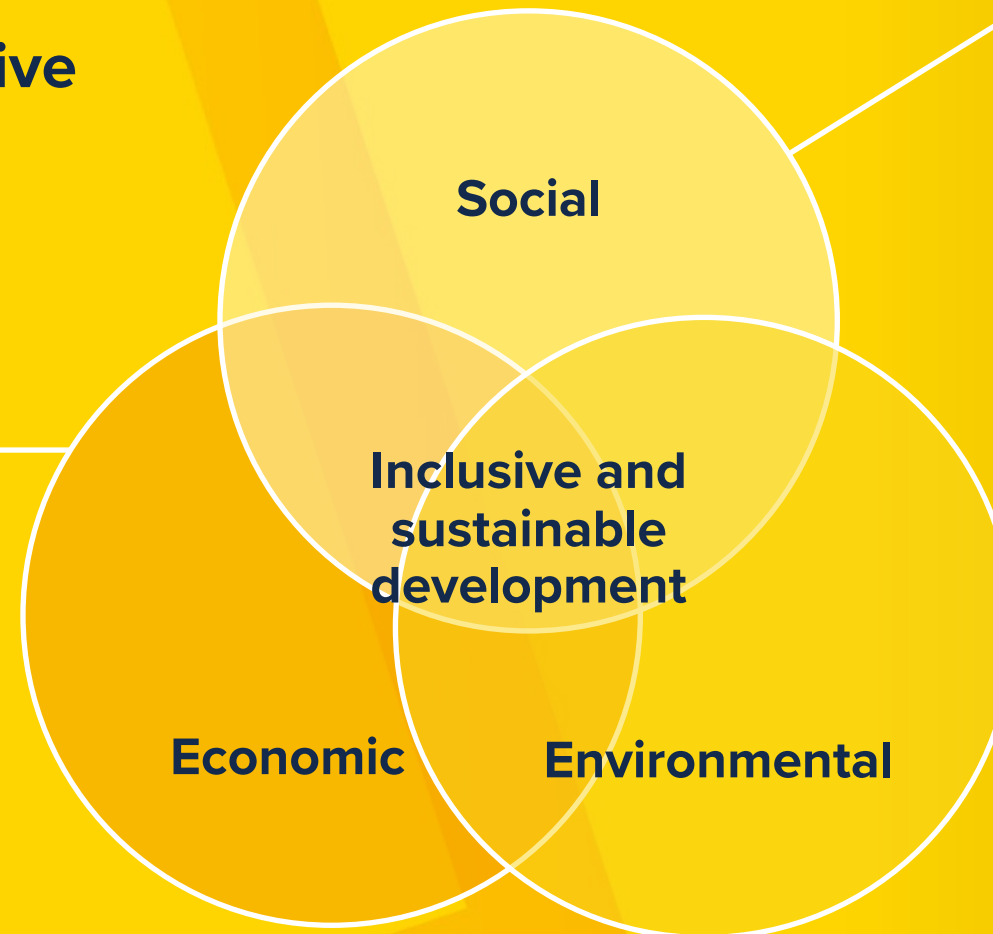 ive
Social
Inclusive and
sustainable
development
Economic
Environmental